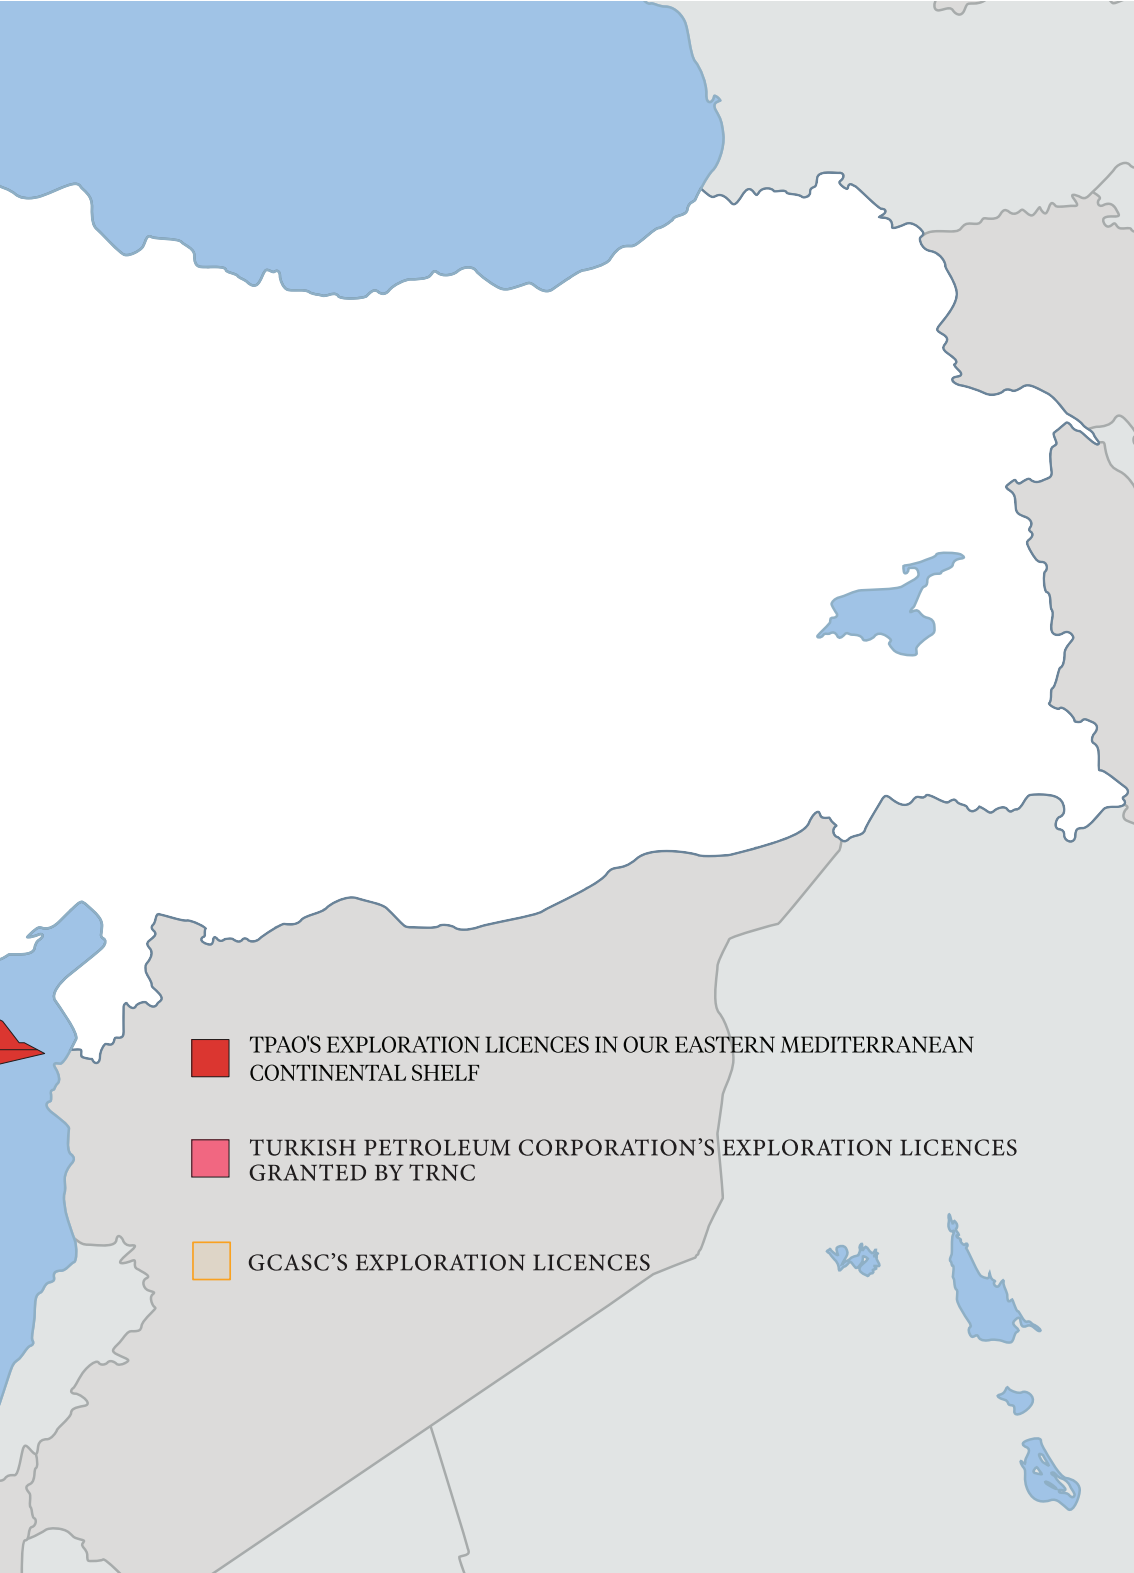 TPAO'S EXPLORATION LICENCES IN OUR EASTERN MEDITERRANEAN
CONTINENTAL SHELF
TURKISH PETROLEUM CORPORATION’S EXPLORATION LICENCES
GRANTED BY TRNC
GCASC’S EXPLORATION LICENCES